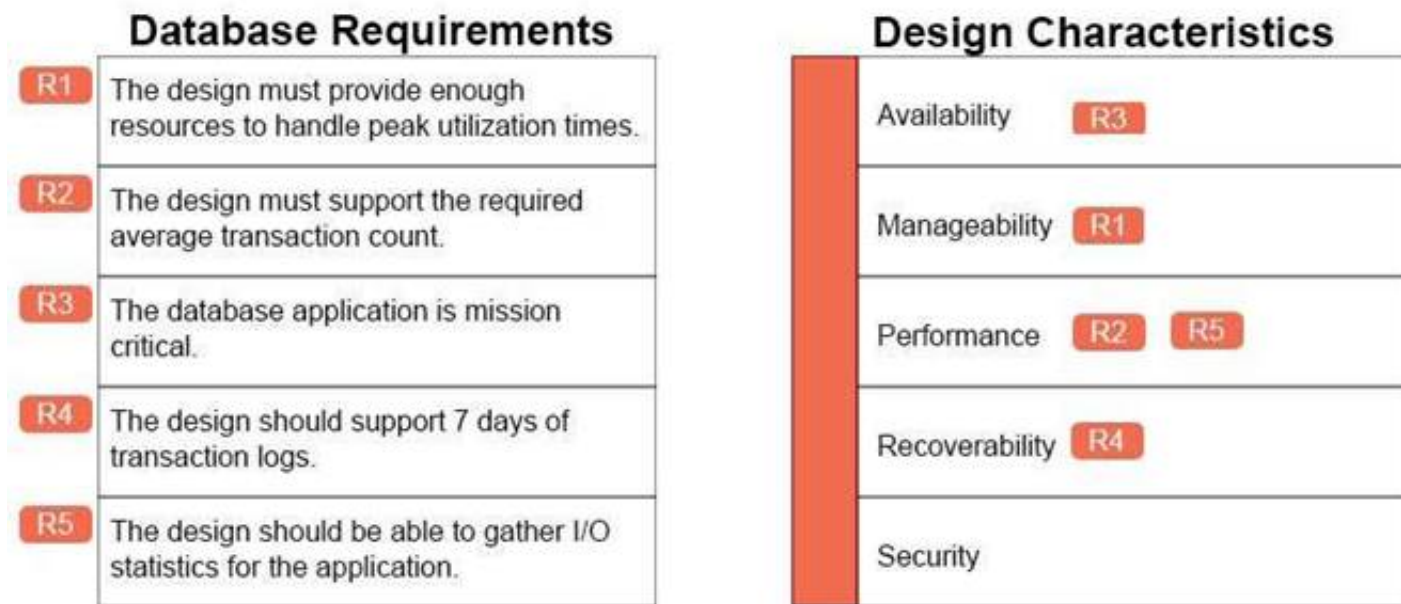 Database Requirements
R1
The design must provide enough
resources to handle peak utilization times.
R2
The design must support the required
average transaction count.
R3
The database application is mission
critical.
R4
The design should support 7 days of
transaction logs.
R5
The design should be able to gather I/O
statistics for the application.
Design Characteristics
Availability R3
Manageability R1
Performance R2 R5
Recoverability R4
Security